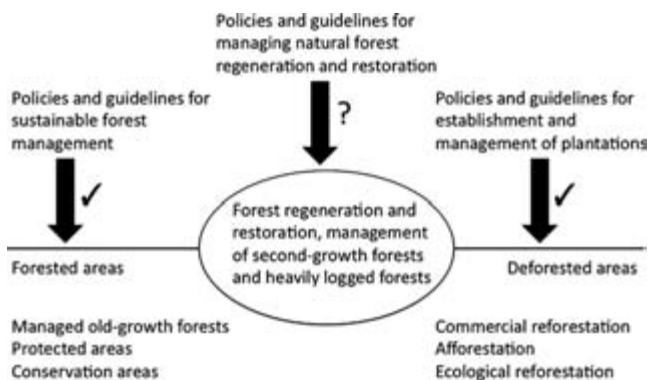 Policies and guidelines for
managing natural forest
regeneration and restoration
Policies and guidelines for
sustainable forest
management
?
Policies and guidelines for
establishment and
management of plantations
✓
✓
Forest regeneration and
restoration, management
of second-growth forests
and heavily logged forests
Forested areas
Deforested areas
Managed old-growth forests
Protected areas
Conservation areas
Commercial reforestation
Afforestation
Ecological reforestation